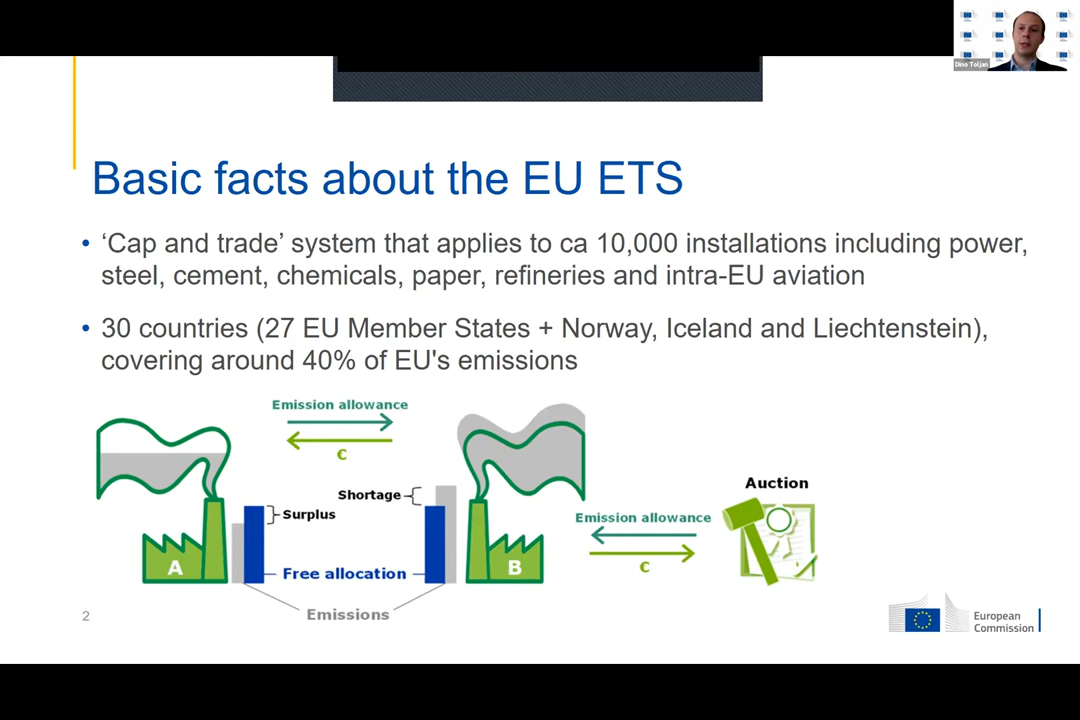 Dino Toljan
Basic facts about the EU ETS
• ‘Cap and trade’ system that applies to ca 10,000 installations including power,
steel, cement, chemicals, paper, refineries and intra-EU aviation
• 30 countries (27 EU Member States + Norway, Iceland and Liechtenstein),
covering around 40% of EU's emissions
Emission allowance
€
Shortage
Surplus
A
Free allocation
B
Emissions
Auction
Emission allowance
€
2
European
Commission